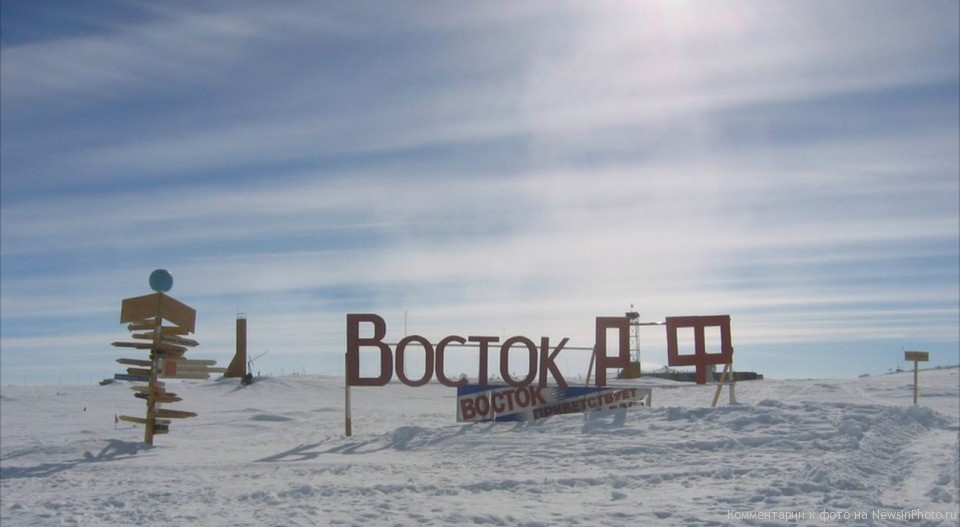 Восток РФ
ВОСТОК ПРИВЕТСТВУЕТ
Комментарии к фото на NewsInPhoto.ru